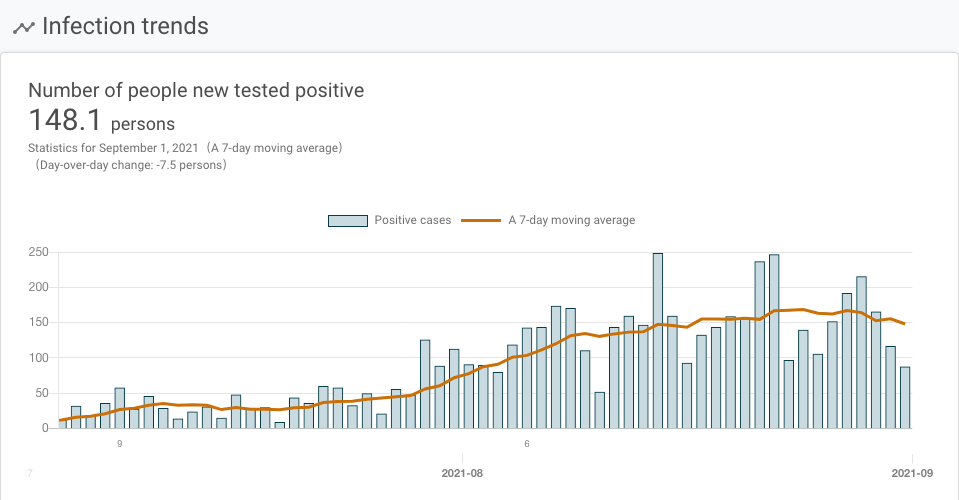 Infection trends
Number of people new tested positive
148.1 persons
Statistics for September 1, 2021 (A 7-day moving average)
(Day-over-day change: -7.5 persons)
Positive cases A 7-day moving average
250
200
150
100
50
0
9 6
7 2021-08 2021-09